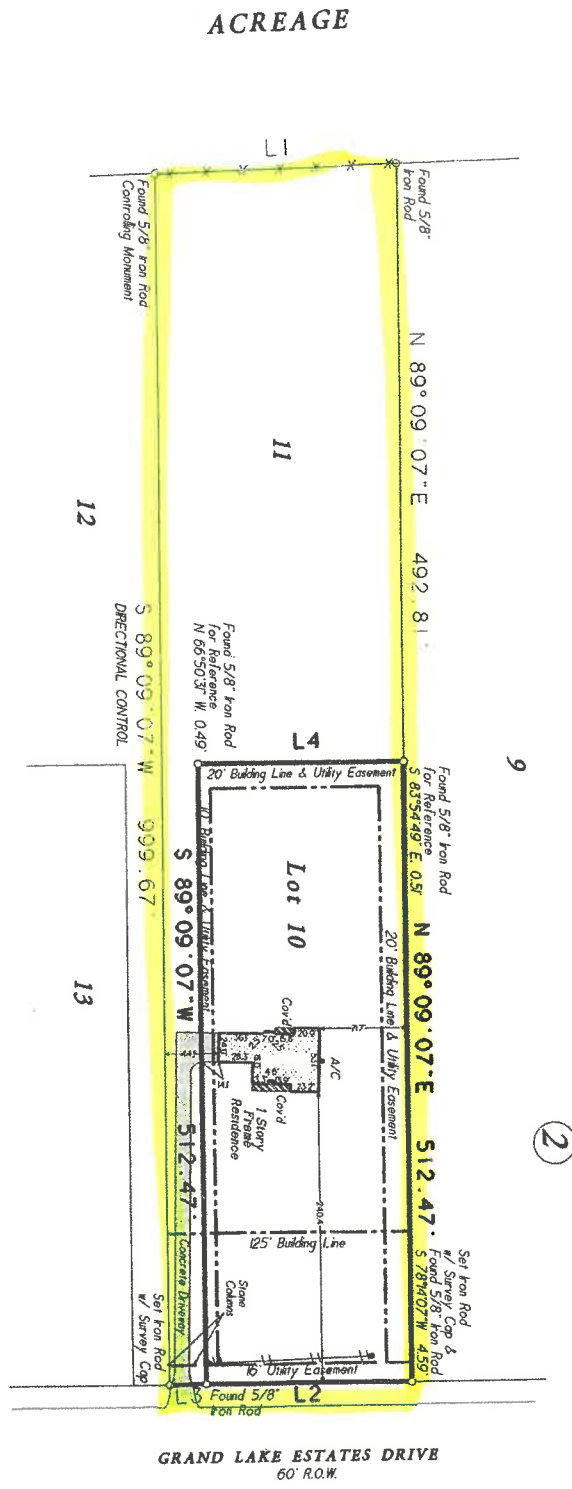 ACREAGE
L1
Found 5/8"
Iron Rod
Found 5/8" Iron Rod
Controlling Monument
N 89°09'07"E 492.81'
11
12
9
S 89°09'07"W 999.67'
DIRECTIONAL CONTROL
Found 5/8" Iron Rod
for Reference
N 66°50'31" W. 0.49'
L4
20' Building Line & Utility Easement
Found 5/8" Iron Rod
for Reference
S 83°54'49" E. 0.51'
Lot 10
10' Building Line & Utility Easement
S 89°09'07"W 512.47'
20' Building Line & Utility Easement
N 89°09'07"E 512.47'
13
2
Cov'd
A/C
Cov'd
1 Story
Frame
Residence
240.4
125' Building Line
Concrete Driveway
Stone
Columns
16' Utility Easement
Set Iron Rod
w/ Survey Cap &
Found 5/8" Iron Rod
S 78°14'07"W 4.59'
Set Iron Rod
w/ Survey Cap
L3
Found 5/8"
Iron Rod
L2
GRAND LAKE ESTATES DRIVE
60' R.O.W.